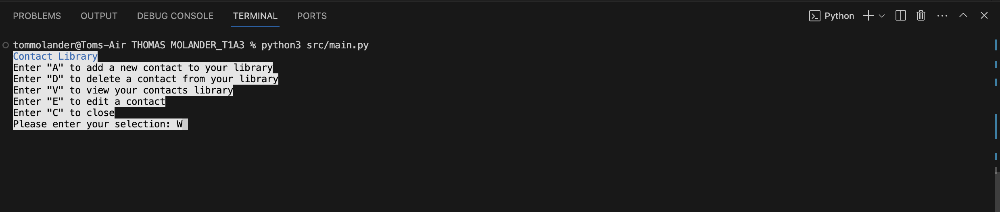 PROBLEMS OUTPUT DEBUG CONSOLE TERMINAL PORTS Python
tommolander@Toms-Air THOMAS MOLANDER_T1A3 % python3 src/main.py
Contact Library
Enter "A" to add a new contact to your library
Enter "D" to delete a contact from your library
Enter "V" to view your contacts library
Enter "E" to edit a contact
Enter "C" to close
Please enter your selection: W